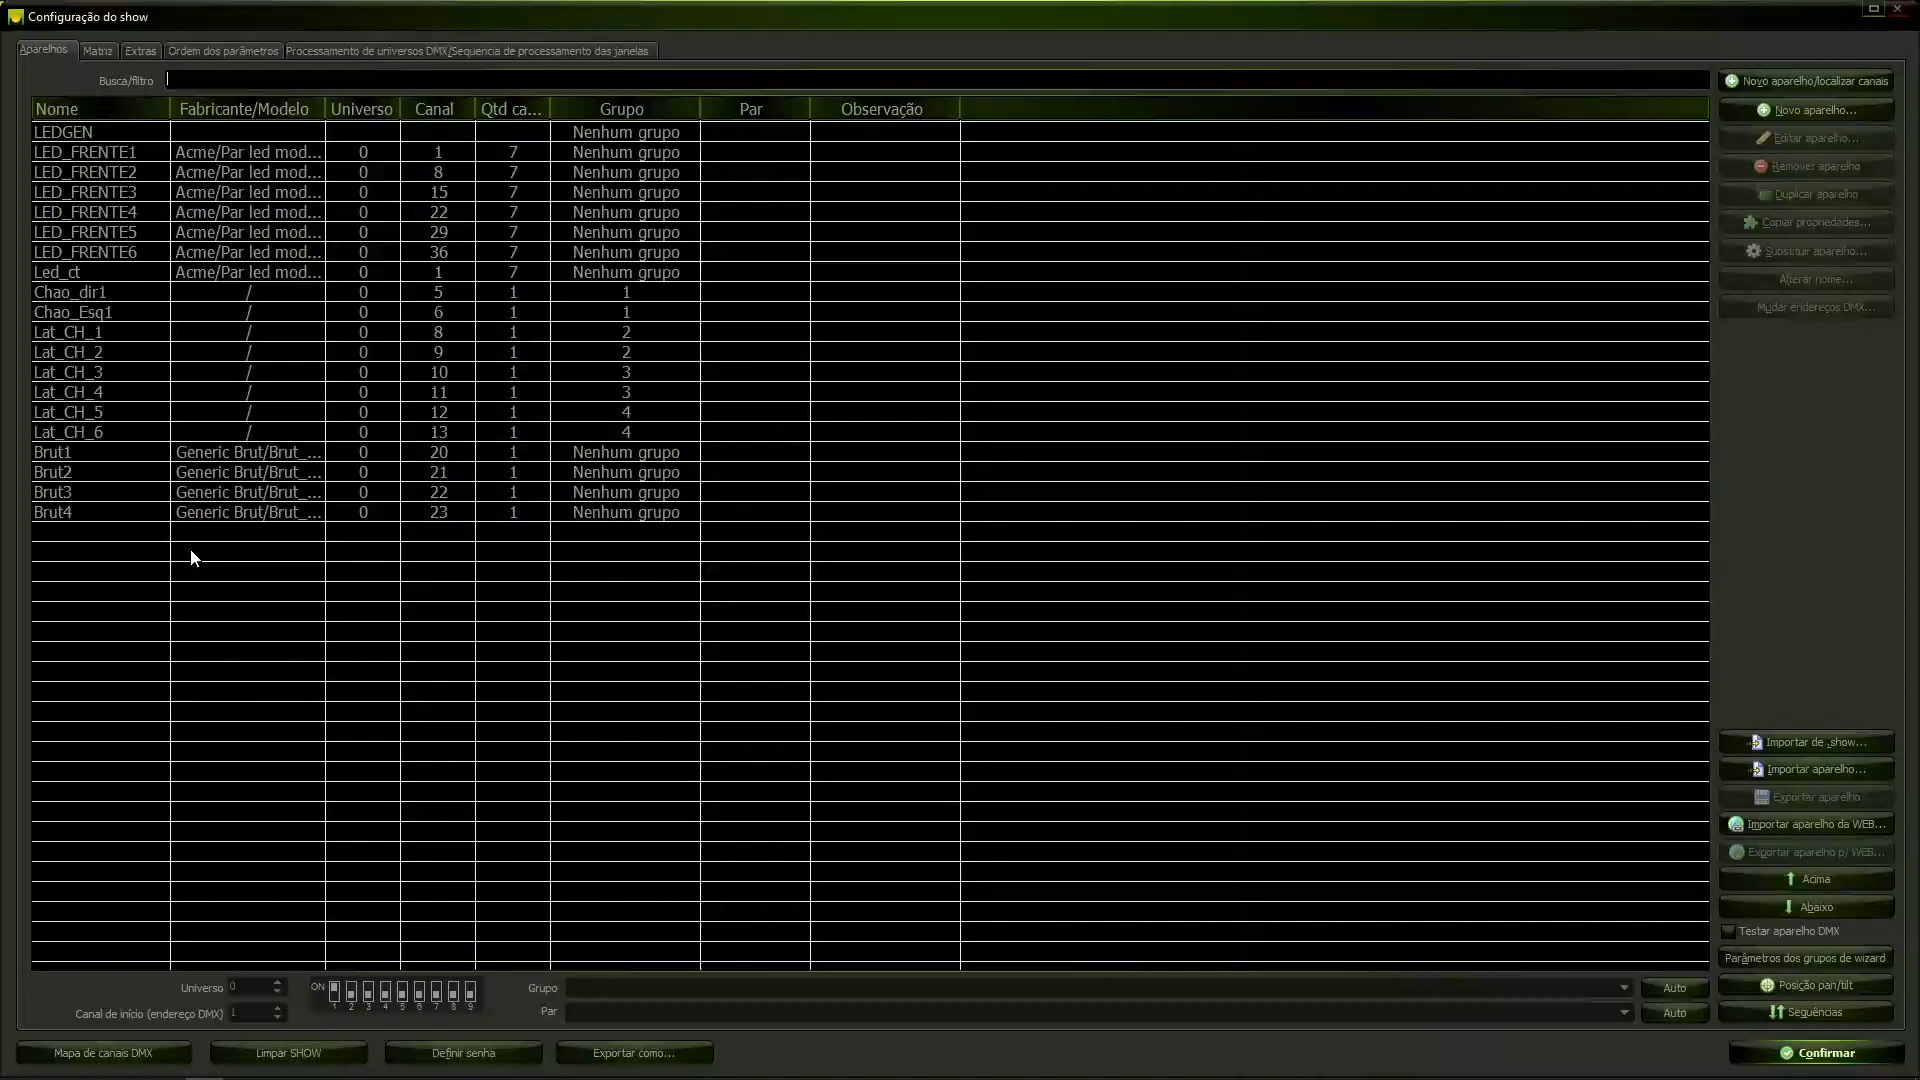 Configuração do show
Aparelhos Matriz Extras Ordem dos parâmetros Processamento de universos DMX/Sequencia de processamento das janelas
Busca/filtro
Nome Fabricante/Modelo Universo Canal Qtd ca... Grupo Par Observação
LEDGEN Nenhum grupo
LED_FRENTE1 Acme/Par led mod... 0 1 7 Nenhum grupo
LED_FRENTE2 Acme/Par led mod... 0 8 7 Nenhum grupo
LED_FRENTE3 Acme/Par led mod... 0 15 7 Nenhum grupo
LED_FRENTE4 Acme/Par led mod... 0 22 7 Nenhum grupo
LED_FRENTE5 Acme/Par led mod... 0 29 7 Nenhum grupo
LED_FRENTE6 Acme/Par led mod... 0 36 7 Nenhum grupo
Led_ct Acme/Par led mod... 0 1 7 Nenhum grupo
Chao_dir1 / 0 5 1 1
Chao_Esq1 / 0 6 1 1
Lat_CH_1 / 0 8 1 2
Lat_CH_2 / 0 9 1 2
Lat_CH_3 / 0 10 1 3
Lat_CH_4 / 0 11 1 3
Lat_CH_5 / 0 12 1 4
Lat_CH_6 / 0 13 1 4
Brut1 Generic Brut/Brut_... 0 20 1 Nenhum grupo
Brut2 Generic Brut/Brut_... 0 21 1 Nenhum grupo
Brut3 Generic Brut/Brut_... 0 22 1 Nenhum grupo
Brut4 Generic Brut/Brut_... 0 23 1 Nenhum grupo
Novo aparelho/localizar canais
Novo aparelho...
Editar aparelho...
Remover aparelho
Duplicar aparelho
Copiar propriedades...
Substituir aparelho...
Alterar nome...
Mudar endereços DMX...
Importar de .show...
Importar aparelho...
Exportar aparelho
Importar aparelho da WEB...
Exportar aparelho p/ WEB...
Acima
Abaixo
Testar aparelho DMX
Parâmetros dos grupos de wizard
Posição pan/tilt
Sequências
Universo 0 ON 1 2 3 4 5 6 7 8 9 Grupo Auto
Canal de início (endereço DMX) 1 Par Auto
Mapa de canais DMX Limpar SHOW Definir senha Exportar como... Confirmar